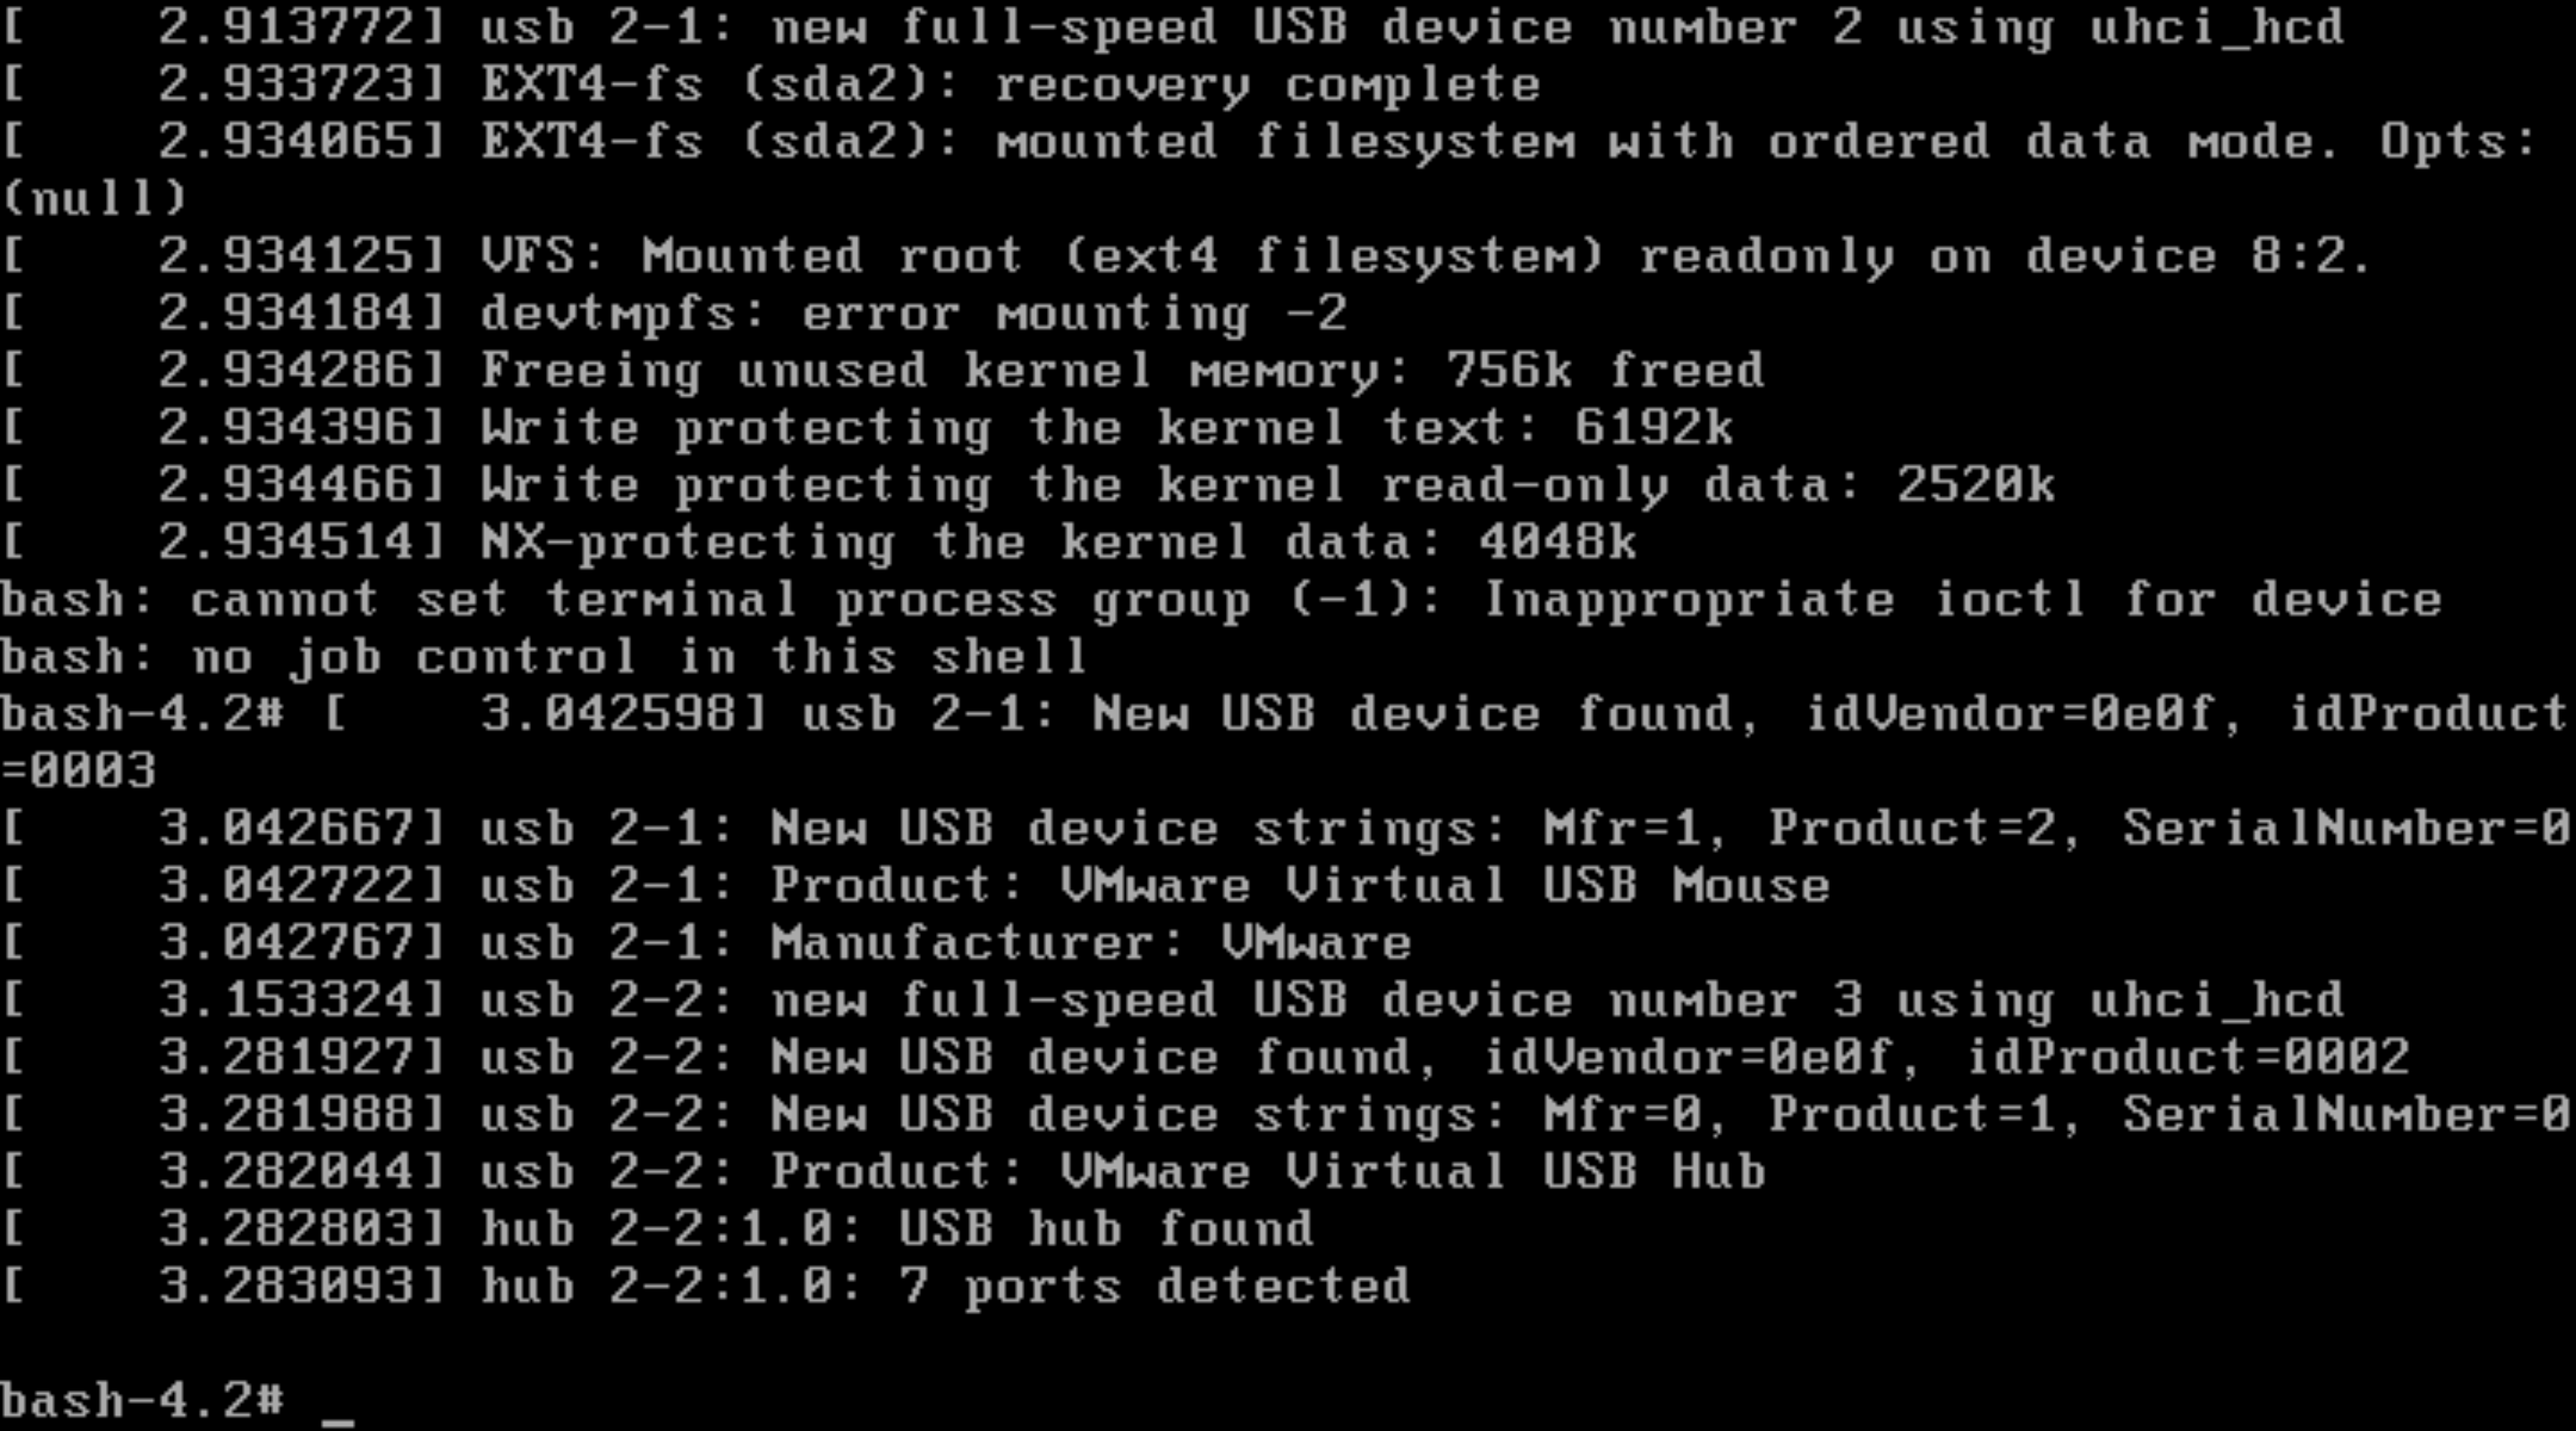 [    2.913772] usb 2-1: new full-speed USB device number 2 using uhci_hcd
[    2.933723] EXT4-fs (sda2): recovery complete
[    2.934065] EXT4-fs (sda2): mounted filesystem with ordered data mode. Opts:
(null)
[    2.934125] VFS: Mounted root (ext4 filesystem) readonly on device 8:2.
[    2.934184] devtmpfs: error mounting -2
[    2.934286] Freeing unused kernel memory: 756k freed
[    2.934396] Write protecting the kernel text: 6192k
[    2.934466] Write protecting the kernel read-only data: 2520k
[    2.934514] NX-protecting the kernel data: 4048k
bash: cannot set terminal process group (-1): Inappropriate ioctl for device
bash: no job control in this shell
bash-4.2# [    3.042598] usb 2-1: New USB device found, idVendor=0e0f, idProduct
=0003
[    3.042667] usb 2-1: New USB device strings: Mfr=1, Product=2, SerialNumber=0
[    3.042722] usb 2-1: Product: VMware Virtual USB Mouse
[    3.042767] usb 2-1: Manufacturer: VMware
[    3.153324] usb 2-2: new full-speed USB device number 3 using uhci_hcd
[    3.281927] usb 2-2: New USB device found, idVendor=0e0f, idProduct=0002
[    3.281988] usb 2-2: New USB device strings: Mfr=0, Product=1, SerialNumber=0
[    3.282044] usb 2-2: Product: VMware Virtual USB Hub
[    3.282803] hub 2-2:1.0: USB hub found
[    3.283093] hub 2-2:1.0: 7 ports detected
bash-4.2# _